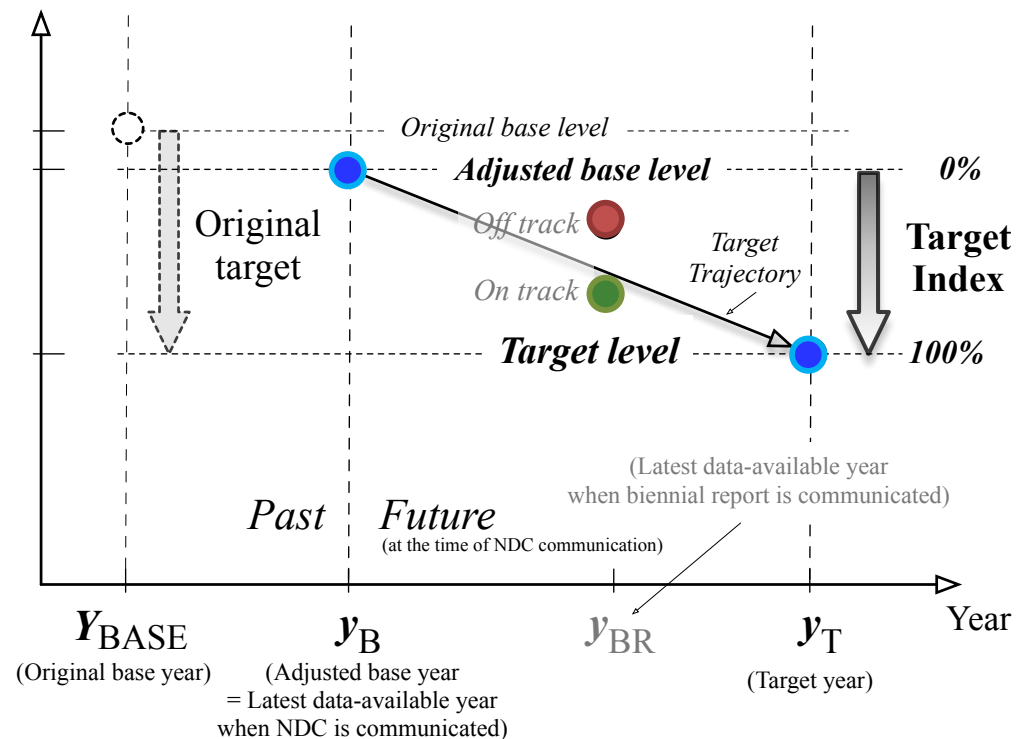 Original base level
Adjusted base level
0%
Original
target
Off track
On track
Target
Trajectory
Target
Index
Target level
100%
(Latest data-available year
when biennial report is communicated)
Past
Future
(at the time of NDC communication)
YBASE
yB
yBR
yT
Year
(Original base year)
(Adjusted base year
= Latest data-available year
when NDC is communicated)
(Target year)